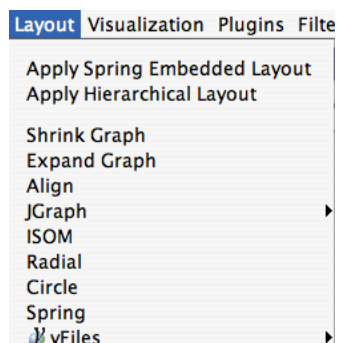 Layout Visualization Plugins Filte
Apply Spring Embedded Layout
Apply Hierarchical Layout
Shrink Graph
Expand Graph
Align
JGraph
ISOM
Radial
Circle
Spring
yFiles